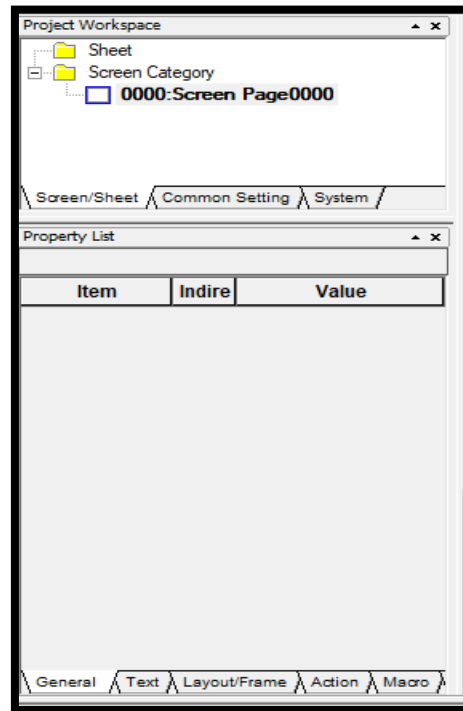 Project Workspace
Sheet
Screen Category
0000:Screen Page0000
Screen/Sheet Common Setting System
Property List
Item Indire Value
General Text Layout/Frame Action Macro